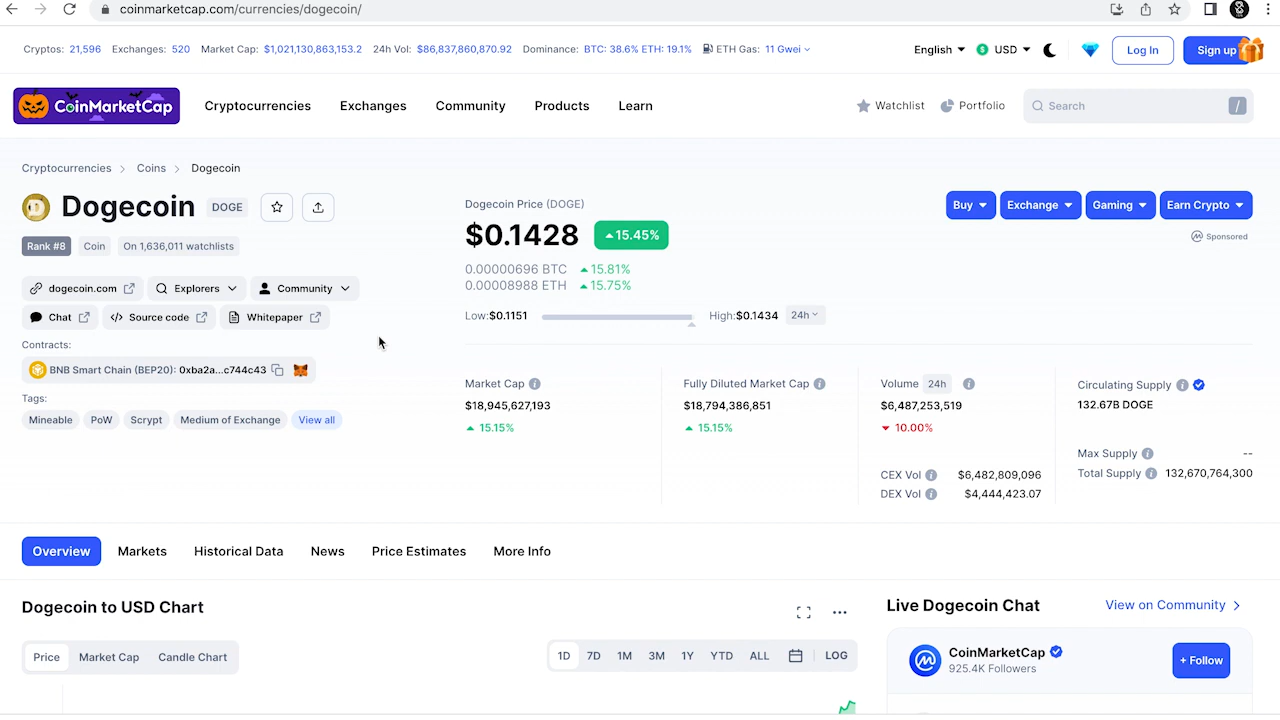 coinmarketcap.com/currencies/dogecoin/
Cryptos: 21,596 Exchanges: 520 Market Cap: $1,021,130,863,153.2 24h Vol: $86,837,860,870.92 Dominance: BTC: 38.6% ETH: 19.1% ETH Gas: 11 Gwei English USD Log In Sign up
CoinMarketCap Cryptocurrencies Exchanges Community Products Learn Watchlist Portfolio Search /
Cryptocurrencies > Coins > Dogecoin
Dogecoin DOGE
Rank #8 Coin On 1,636,011 watchlists
dogecoin.com Explorers Community
Chat Source code Whitepaper
Contracts:
BNB Smart Chain (BEP20): 0xba2a...c744c43
Tags:
Mineable PoW Scrypt Medium of Exchange View all
Dogecoin Price (DOGE)
$0.1428 15.45%
0.00000696 BTC 15.81%
0.00008988 ETH 15.75%
Low:$0.1151 High:$0.1434 24h
Buy Exchange Gaming Earn Crypto
Sponsored
Market Cap
$18,945,627,193
15.15%
Fully Diluted Market Cap
$18,794,386,851
15.15%
Volume 24h
$6,487,253,519
10.00%
CEX Vol $6,482,809,096
DEX Vol $4,444,423.07
Circulating Supply
132.67B DOGE
Max Supply --
Total Supply 132,670,764,300
Overview Markets Historical Data News Price Estimates More Info
Dogecoin to USD Chart
Price Market Cap Candle Chart 1D 7D 1M 3M 1Y YTD ALL LOG
Live Dogecoin Chat View on Community >
CoinMarketCap
925.4K Followers
+ Follow